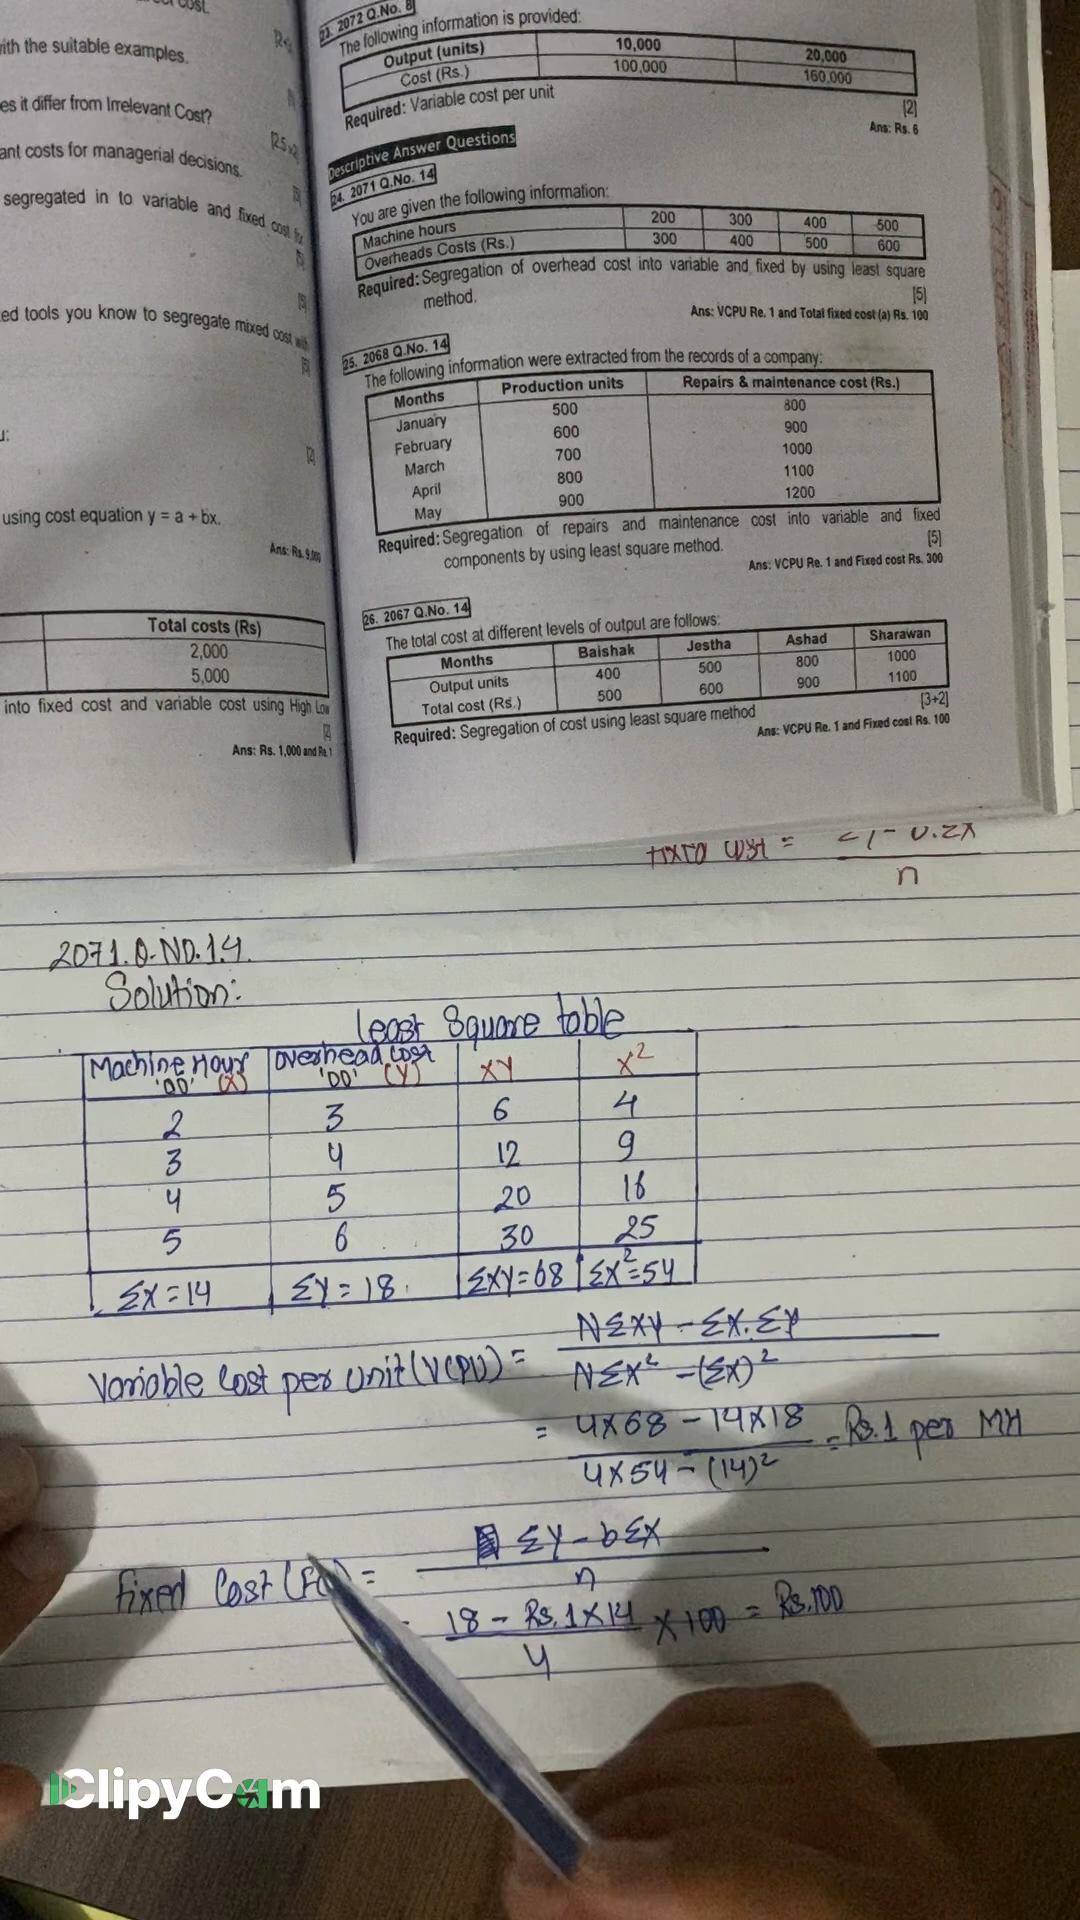 ith the suitable examples.
es it differ from Irrelevant Cost?
ant costs for managerial decisions.
segregated in to variable and fixed cost for
ed tools you know to segregate mixed cost with
using cost equation y = a + bx.
Ans: Rs. 9,000
Total costs (Rs)
2,000
5,000
into fixed cost and variable cost using High Low
Ans: Rs. 1,000 and Re. 1
23. 2072 Q.No. 8
The following information is provided:
Output (units) 10,000 20,000
Cost (Rs.) 100,000 160,000
Required: Variable cost per unit
[2]
Ans: Rs. 6
Descriptive Answer Questions
24. 2071 Q.No. 14
You are given the following information:
Machine hours 200 300 400 500
Overheads Costs (Rs.) 300 400 500 600
Required: Segregation of overhead cost into variable and fixed by using least square
method.
[5]
Ans: VCPU Re. 1 and Total fixed cost (a) Rs. 100
25. 2068 Q.No. 14
The following information were extracted from the records of a company:
Months Production units Repairs & maintenance cost (Rs.)
January 500 800
February 600 900
March 700 1000
April 800 1100
May 900 1200
Required: Segregation of repairs and maintenance cost into variable and fixed
components by using least square method.
[5]
Ans: VCPU Re. 1 and Fixed cost Rs. 300
26. 2067 Q.No. 14
The total cost at different levels of output are follows:
Months Baishak Jestha Ashad Sharawan
Output units 400 500 800 1000
Total cost (Rs.) 500 600 900 1100
Required: Segregation of cost using least square method
[3+2]
Ans: VCPU Re. 1 and Fixed cost Rs. 100
n
2071.Q.NO.14.
Solution:
least Square table
Machine Hour '00' (X) overhead cost '00' (Y) XY X²
2 3 6 4
3 4 12 9
4 5 20 16
5 6 30 25
ΣX = 14 ΣY = 18. ΣXY = 68 ΣX² = 54
Variable Cost per unit (VCPU) = NΣXY - ΣX.ΣY
NΣX² - (ΣX)²
= 4X68 - 14X18 = Rs.1 per MH
4X54 - (14)²
ΣY - bΣX
Fixed Cost (FC) =
n
18 - Rs.1X14 X100 = Rs.100
4
ClipyCam